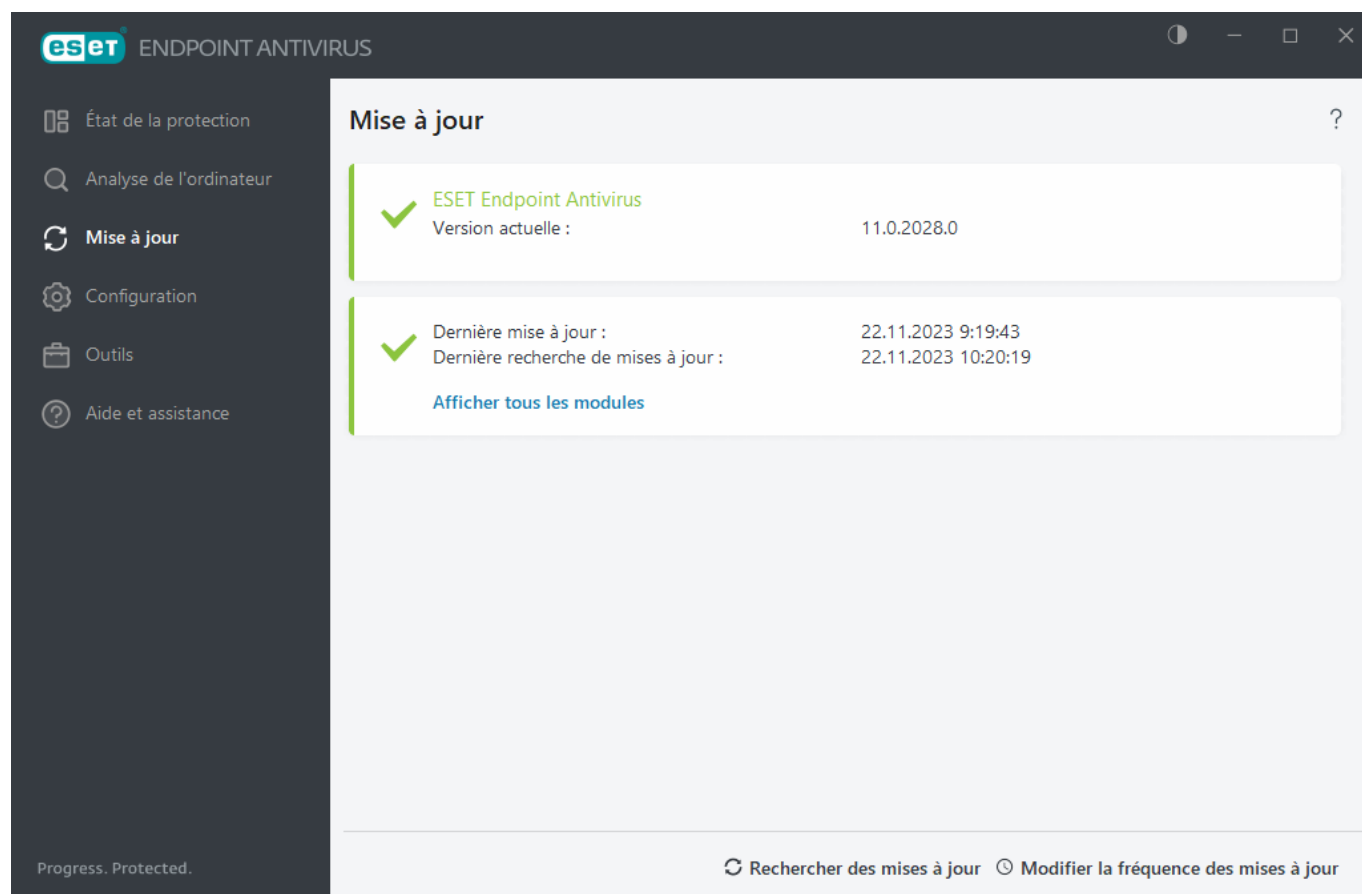 eset ENDPOINT ANTIVIRUS
État de la protection
Analyse de l'ordinateur
Mise à jour
Configuration
Outils
Aide et assistance
Progress. Protected.
Mise à jour
?
ESET Endpoint Antivirus
Version actuelle : 11.0.2028.0
Dernière mise à jour : 22.11.2023 9:19:43
Dernière recherche de mises à jour : 22.11.2023 10:20:19
Afficher tous les modules
Rechercher des mises à jour Modifier la fréquence des mises à jour